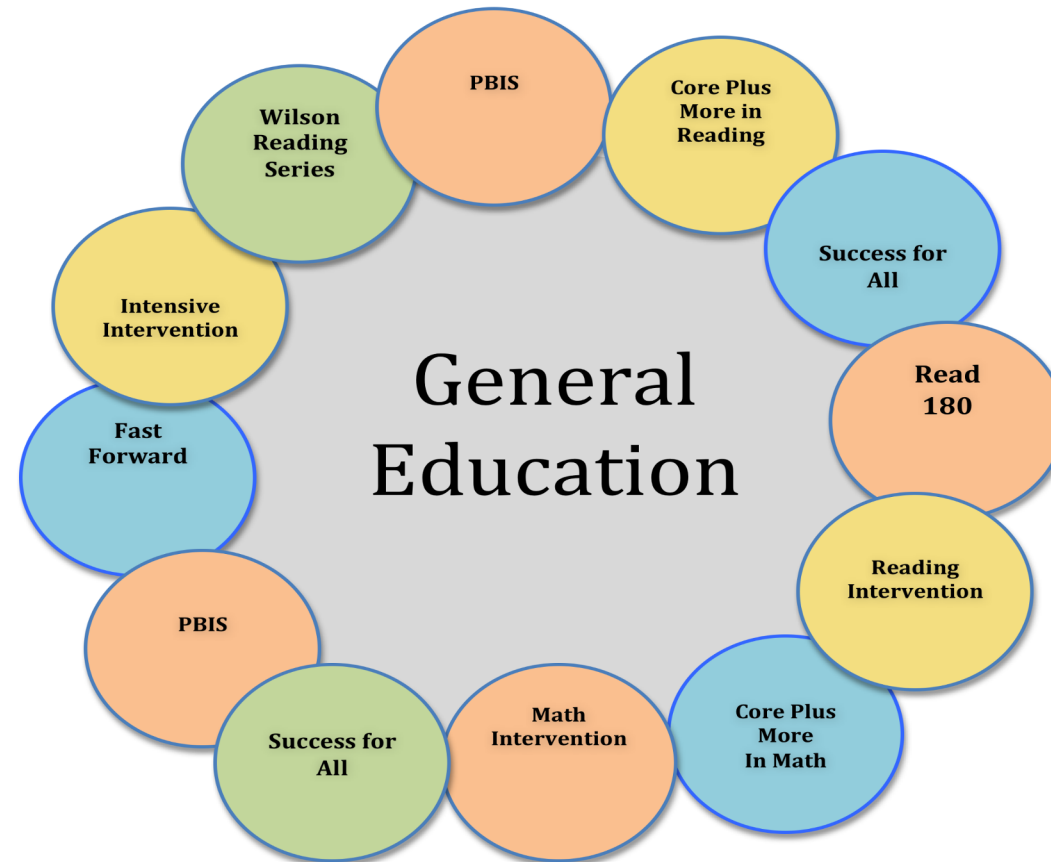 PBIS
Core Plus
More in
Reading
Wilson
Reading
Series
Success for
All
Intensive
Intervention
General
Education
Read
180
Fast
Forward
Reading
Intervention
PBIS
Math
Intervention
Core Plus
More
In Math
Success for
All